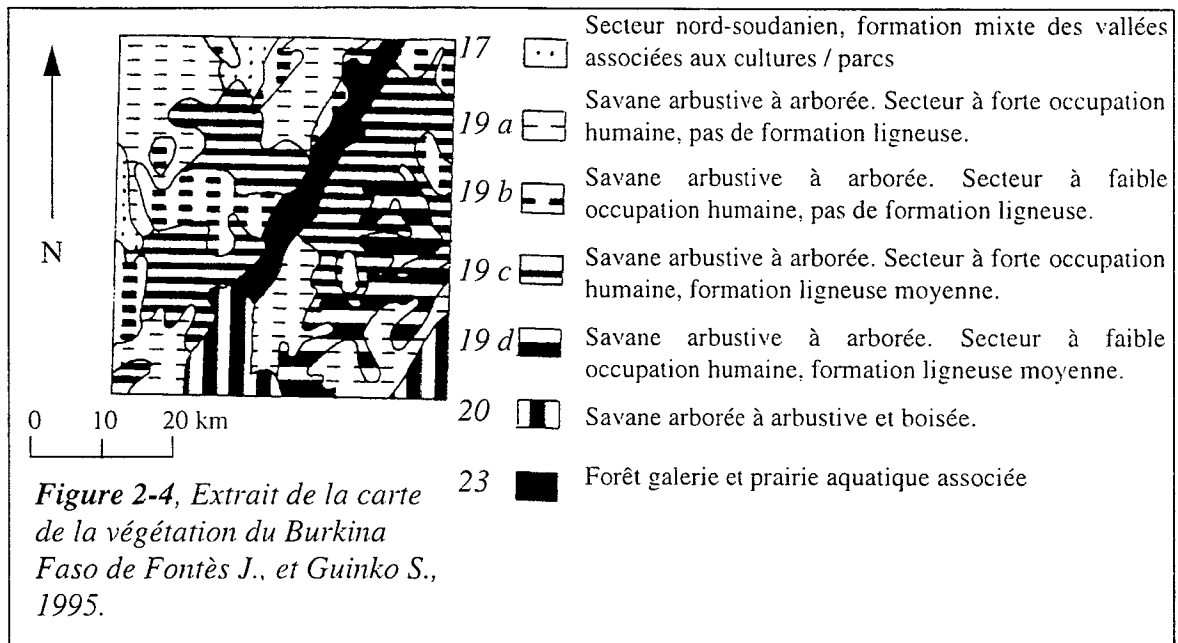 17
Secteur nord-soudanien, formation mixte des vallées
associées aux cultures / parcs
19 a
Savane arbustive à arborée. Secteur à forte occupation
humaine, pas de formation ligneuse.
19 b
Savane arbustive à arborée. Secteur à faible
occupation humaine, pas de formation ligneuse.
N
19 c
Savane arbustive à arborée. Secteur à forte occupation
humaine, formation ligneuse moyenne.
19 d
Savane arbustive à arborée. Secteur à faible
occupation humaine, formation ligneuse moyenne.
20
Savane arborée à arbustive et boisée.
23
Forêt galerie et prairie aquatique associée
0 10 20 km
Figure 2-4, Extrait de la carte
de la végétation du Burkina
Faso de Fontès J., et Guinko S.,
1995.